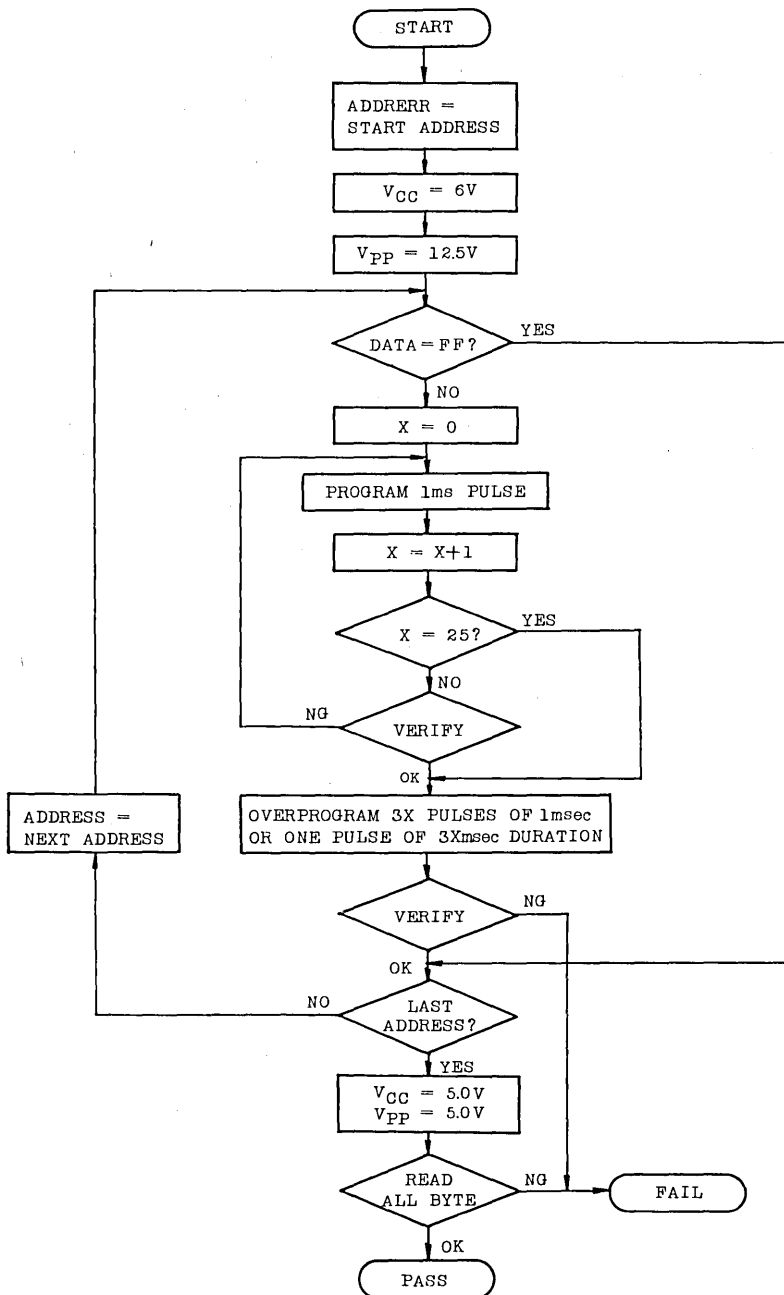 START
ADDRERR =
START ADDRESS
VCC = 6V
VPP = 12.5V
DATA=FF?
YES
NO
X = 0
PROGRAM 1ms PULSE
X = X+1
X = 25?
YES
NO
NG
VERIFY
OK
ADDRESS =
NEXT ADDRESS
OVERPROGRAM 3X PULSES OF 1msec
OR ONE PULSE OF 3Xmsec DURATION
VERIFY
NG
OK
NO
LAST
ADDRESS?
YES
VCC = 5.0V
VPP = 5.0V
READ
ALL BYTE
NG
FAIL
OK
PASS